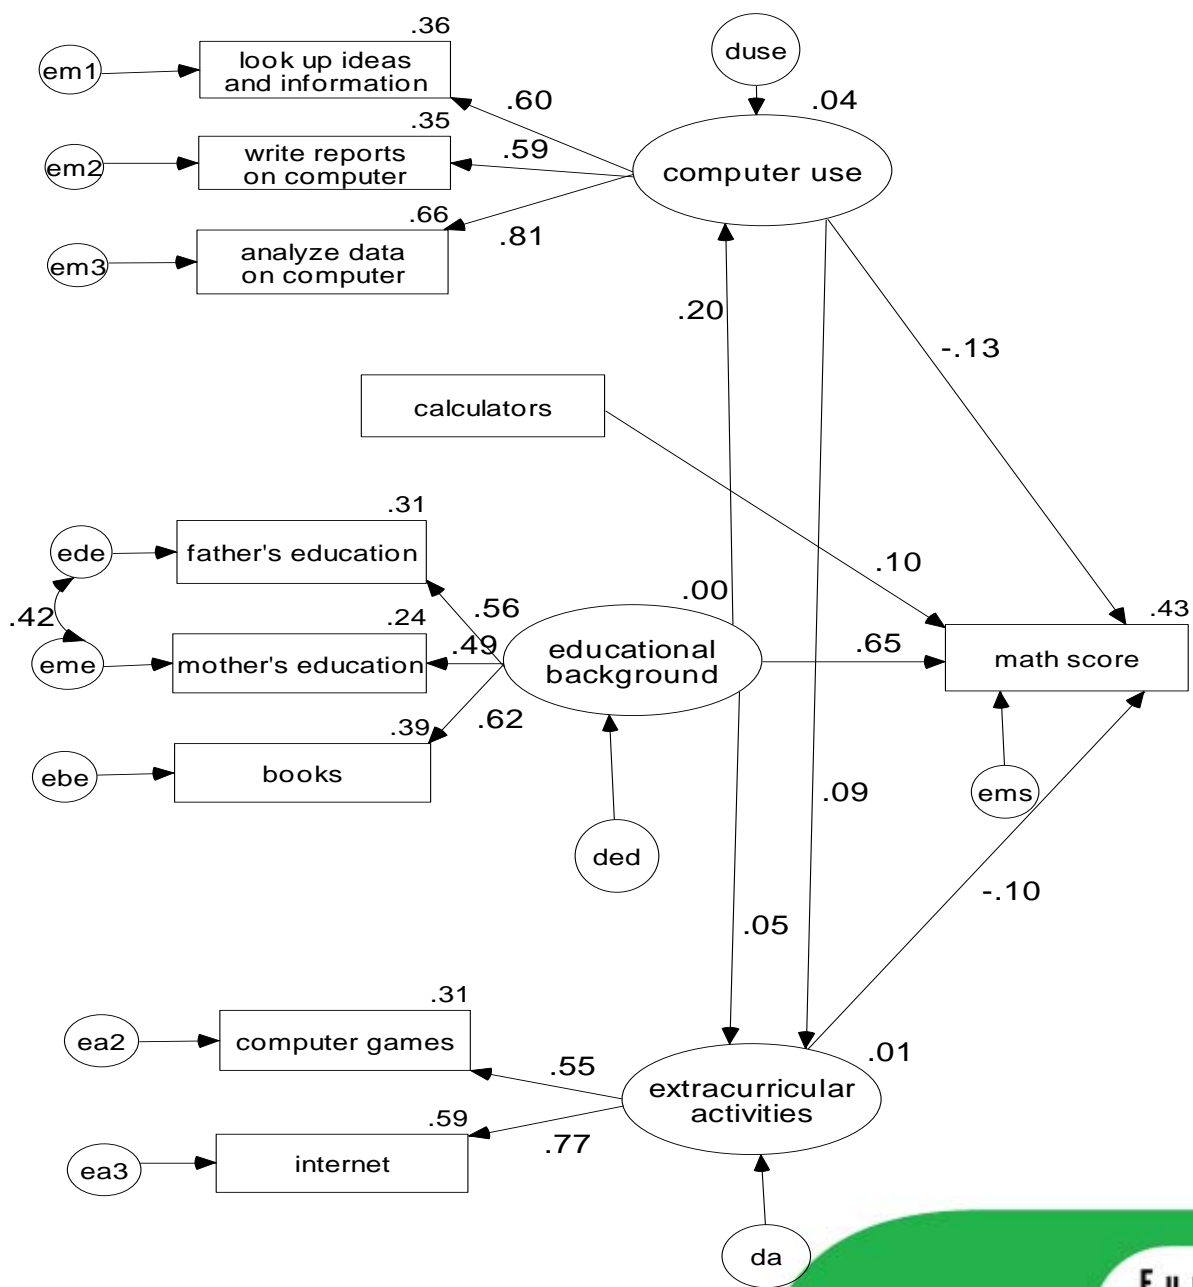 .36
em1
look up ideas
and information
duse
.04
.60
.35
em2
write reports
on computer
.59
computer use
.66
em3
analyze data
on computer
.81
.20
-.13
calculators
.31
ede
father's education
.10
.00
.42
.56
.24
.43
eme
mother's education
.49
educational
background
.65
math score
.39
.62
ebe
books
.09
ems
ded
-.10
.05
.31
ea2
computer games
.55
.01
extracurricular
activities
.59
.77
ea3
internet
da